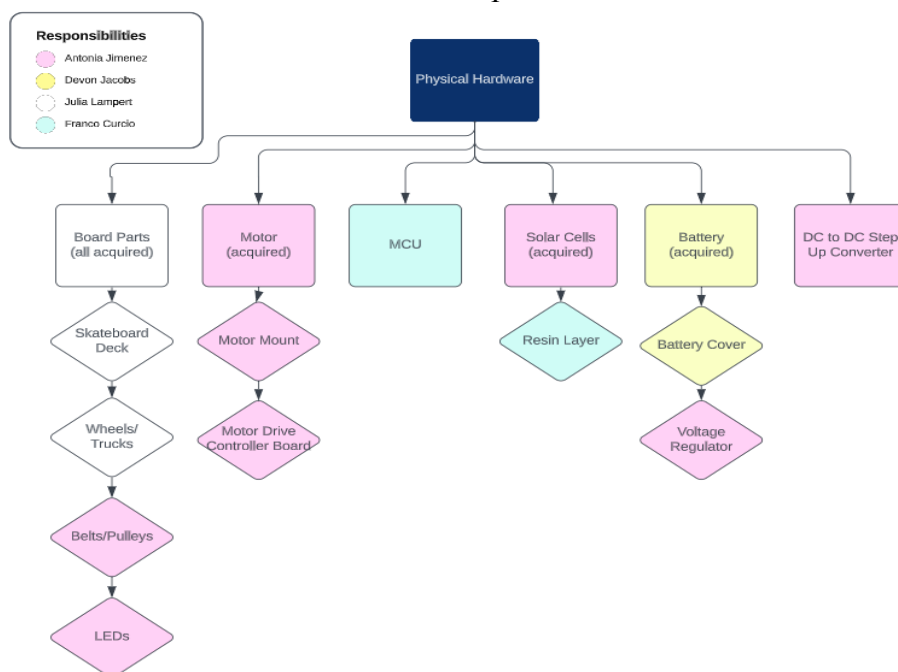 Responsibilities
Antonia Jimenez
Devon Jacobs
Julia Lampert
Franco Curcio
Physical Hardware
Board Parts
(all acquired)
Motor
(acquired)
MCU
Solar Cells
(acquired)
Battery
(acquired)
DC to DC Step
Up Converter
Skateboard
Deck
Motor Mount
Resin Layer
Battery Cover
Wheels/
Trucks
Motor Drive
Controller Board
Voltage
Regulator
Belts/Pulleys
LEDs